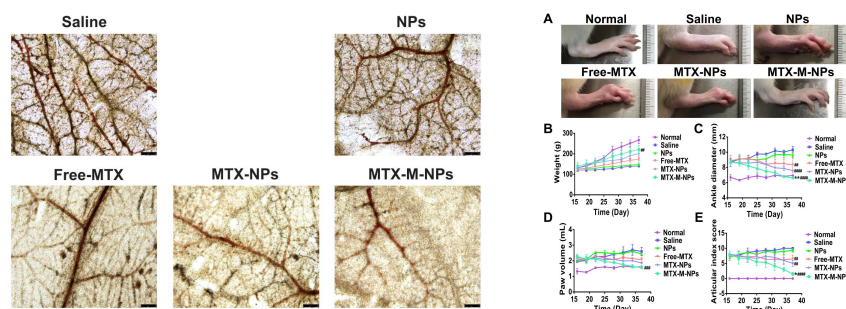 Saline
NPs
Free-MTX
MTX-NPs
MTX-M-NPs
A
Normal
Saline
NPs
Free-MTX
MTX-NPs
MTX-M-NPs
B
Weight (g)
300
200
100
0
15 20 25 30 35 40
Time (Day)
Normal
Saline
NPs
Free-MTX
MTX-NPs
MTX-M-NPs
##
C
Ankle diameter (mm)
12
10
8
6
4
15 20 25 30 35 40
Time (Day)
Normal
Saline
NPs
Free-MTX
MTX-NPs
MTX-M-NP
D
Paw volume (mL)
4
3
2
1
0
15 20 25 30 35 40
Time (Day)
Normal
Saline
NPs
Free-MTX
MTX-NPs
MTX-M-NPs
E
Articular index score
20
15
10
5
0
15 20 25 30 35 40
Time (Day)
Normal
Saline
NPs
Free-MTX
MTX-NPs
MTX-M-NP